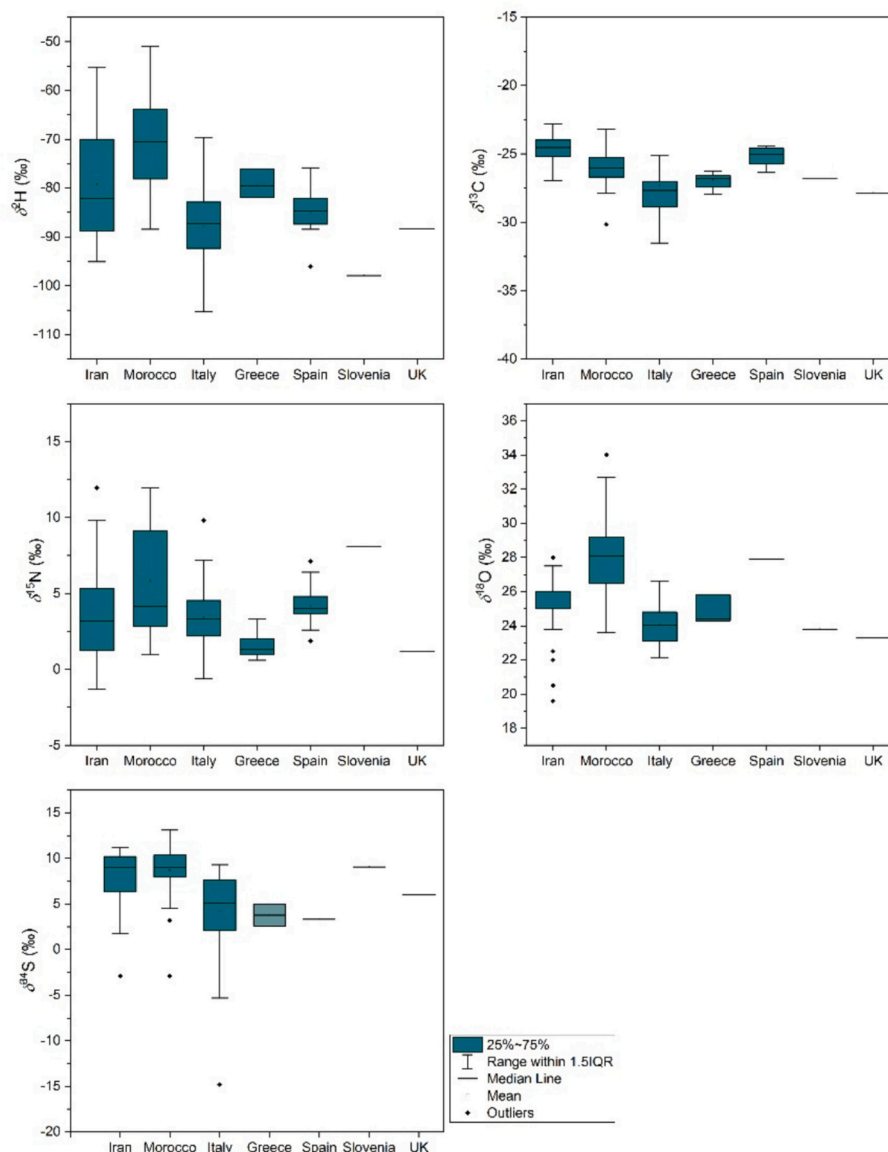 -50
-60
-70
-80
-90
-100
-110
δ²H (‰)
Iran Morocco Italy Greece Spain Slovenia UK
-15
-20
-25
-30
-35
-40
δ¹³C (‰)
Iran Morocco Italy Greece Spain Slovenia UK
15
10
5
0
-5
δ¹⁵N (‰)
Iran Morocco Italy Greece Spain Slovenia UK
36
34
32
30
28
26
24
22
20
18
δ¹⁸O (‰)
Iran Morocco Italy Greece Spain Slovenia UK
15
10
5
0
-5
-10
-15
-20
δ³⁴S (‰)
Iran Morocco Italy Greece Spain Slovenia UK
25%~75%
Range within 1.5IQR
Median Line
Mean
Outliers